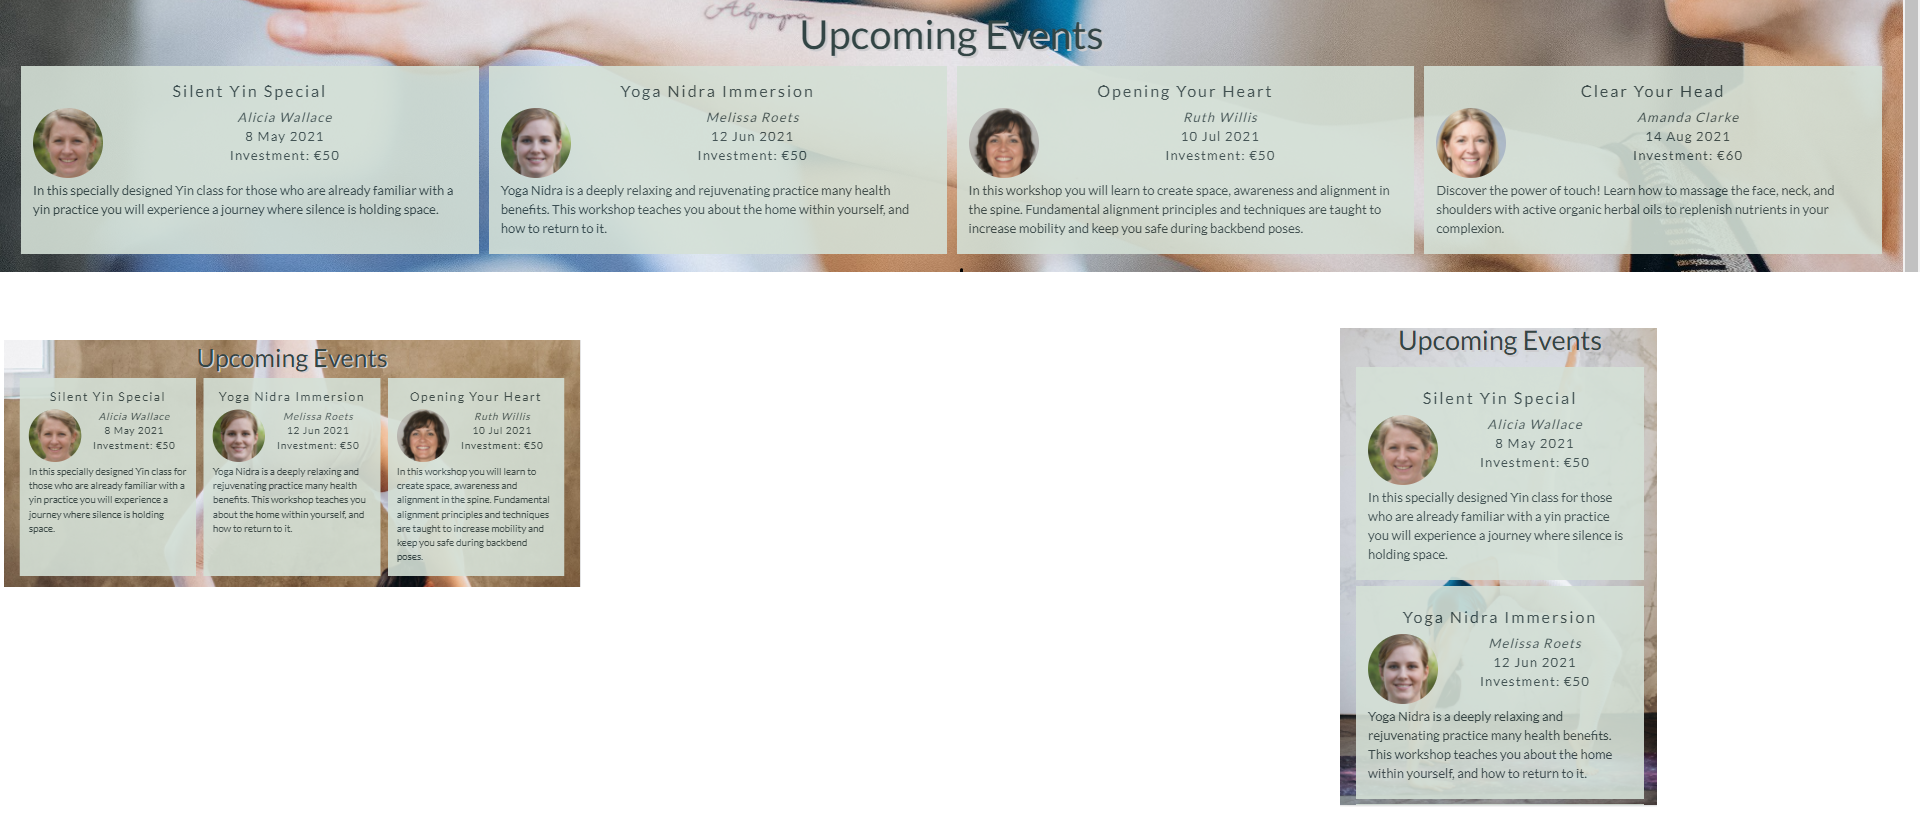 Abpopa
Upcoming Events
Silent Yin Special
Alicia Wallace
8 May 2021
Investment: €50
In this specially designed Yin class for those who are already familiar with a
yin practice you will experience a journey where silence is holding space.
Yoga Nidra Immersion
Melissa Roets
12 Jun 2021
Investment: €50
Yoga Nidra is a deeply relaxing and rejuvenating practice many health
benefits. This workshop teaches you about the home within yourself, and
how to return to it.
Opening Your Heart
Ruth Willis
10 Jul 2021
Investment: €50
In this workshop you will learn to create space, awareness and alignment in
the spine. Fundamental alignment principles and techniques are taught to
increase mobility and keep you safe during backbend poses.
Clear Your Head
Amanda Clarke
14 Aug 2021
Investment: €60
Discover the power of touch! Learn how to massage the face, neck, and
shoulders with active organic herbal oils to replenish nutrients in your
complexion.
Upcoming Events
Silent Yin Special
Alicia Wallace
8 May 2021
Investment: €50
In this specially designed Yin class for
those who are already familiar with a
yin practice you will experience a
journey where silence is holding
space.
Yoga Nidra Immersion
Melissa Roets
12 Jun 2021
Investment: €50
Yoga Nidra is a deeply relaxing and
rejuvenating practice many health
benefits. This workshop teaches you
about the home within yourself, and
how to return to it.
Opening Your Heart
Ruth Willis
10 Jul 2021
Investment: €50
In this workshop you will learn to
create space, awareness and
alignment in the spine. Fundamental
alignment principles and techniques
are taught to increase mobility and
keep you safe during backbend
poses.
Upcoming Events
Silent Yin Special
Alicia Wallace
8 May 2021
Investment: €50
In this specially designed Yin class for those
who are already familiar with a yin practice
you will experience a journey where silence is
holding space.
Yoga Nidra Immersion
Melissa Roets
12 Jun 2021
Investment: €50
Yoga Nidra is a deeply relaxing and
rejuvenating practice many health benefits.
This workshop teaches you about the home
within yourself, and how to return to it.